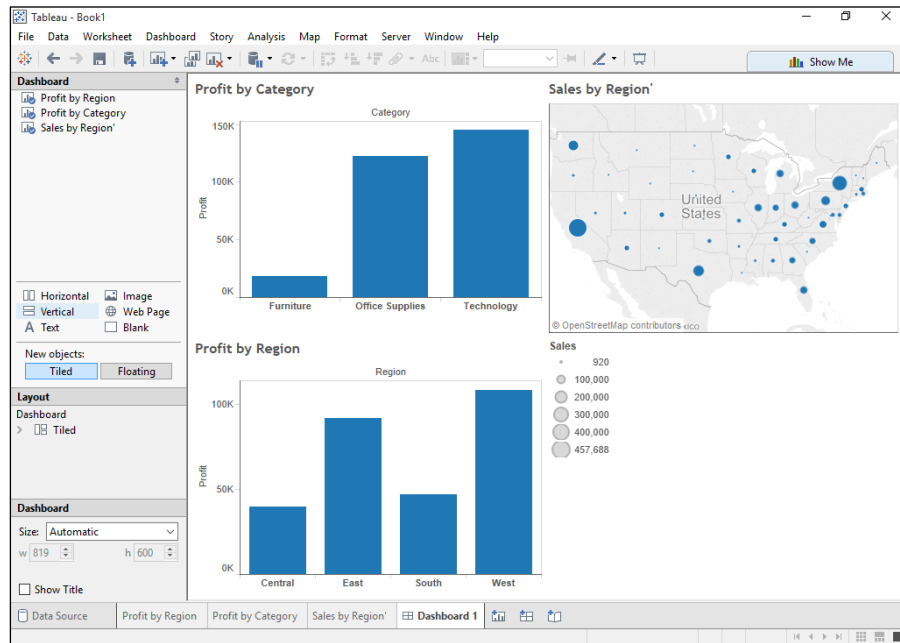 Tableau - Book1
File Data Worksheet Dashboard Story Analysis Map Format Server Window Help
Abc
Show Me
Dashboard
Profit by Region
Profit by Category
Sales by Region'
Horizontal Image
Vertical Web Page
A Text Blank
New objects:
Tiled Floating
Layout
Dashboard
Tiled
Dashboard
Size: Automatic
w 819 h 600
Show Title
Profit by Category
Category
150K
100K
50K
0K
Profit
Furniture Office Supplies Technology
Sales by Region'
United
States
© OpenStreetMap contributors
Profit by Region
Region
100K
50K
0K
Profit
Central East South West
Sales
920
100,000
200,000
300,000
400,000
457,688
Data Source Profit by Region Profit by Category Sales by Region' Dashboard 1